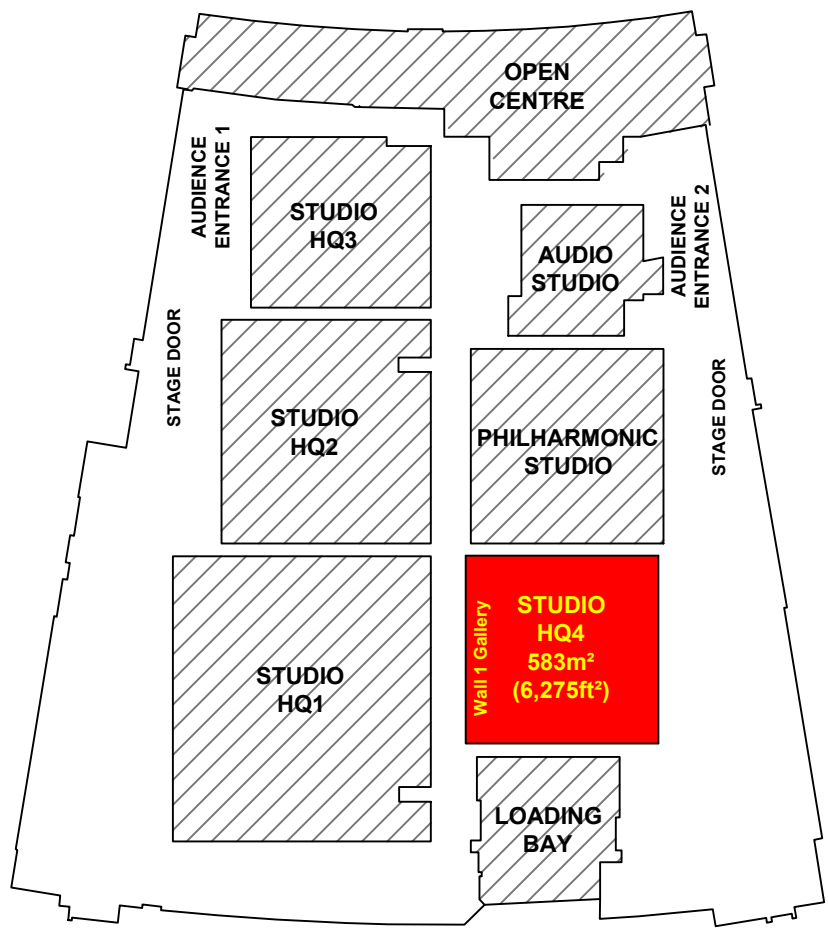 OPEN
CENTRE
AUDIENCE
ENTRANCE 1
STUDIO
HQ3
AUDIO
STUDIO
AUDIENCE
ENTRANCE 2
STAGE DOOR
STUDIO
HQ2
PHILHARMONIC
STUDIO
STAGE DOOR
STUDIO
HQ1
Wall 1 Gallery
STUDIO
HQ4
583m²
(6,275ft²)
LOADING
BAY